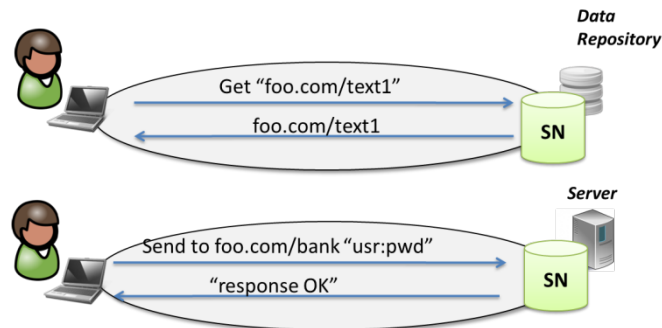 Data
Repository
Get “foo.com/text1”
foo.com/text1
SN
Server
Send to foo.com/bank “usr:pwd”
“response OK”
SN